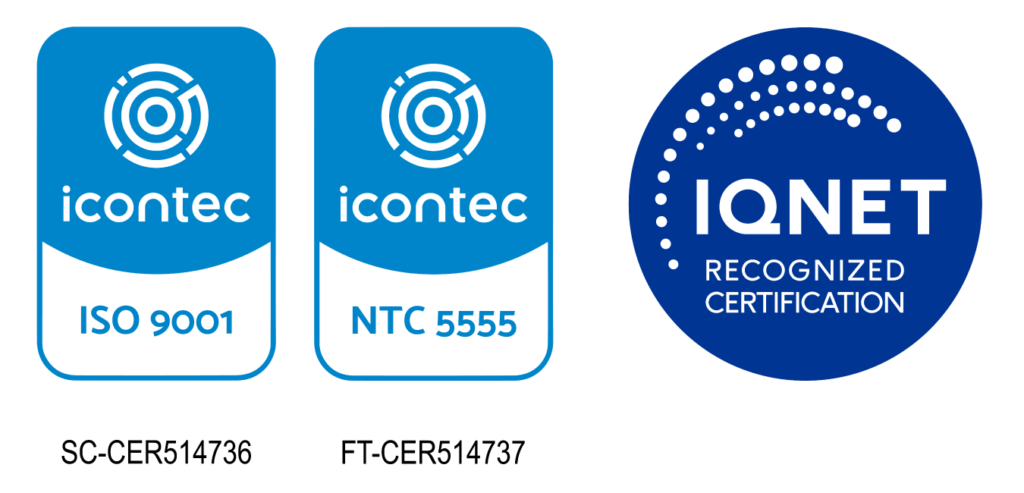 icontec
ISO 9001
SC-CER514736
icontec
NTC 5555
FT-CER514737
IQNET
RECOGNIZED
CERTIFICATION